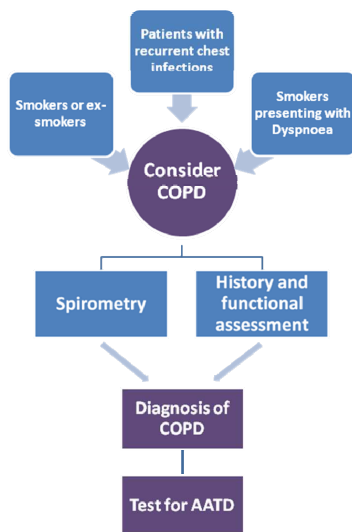 Patients with
recurrent chest
infections
Smokers or ex-
smokers
Smokers
presenting with
Dyspnoea
Consider
COPD
Spirometry
History and
functional
assessment
Diagnosis of
COPD
Test for AATD